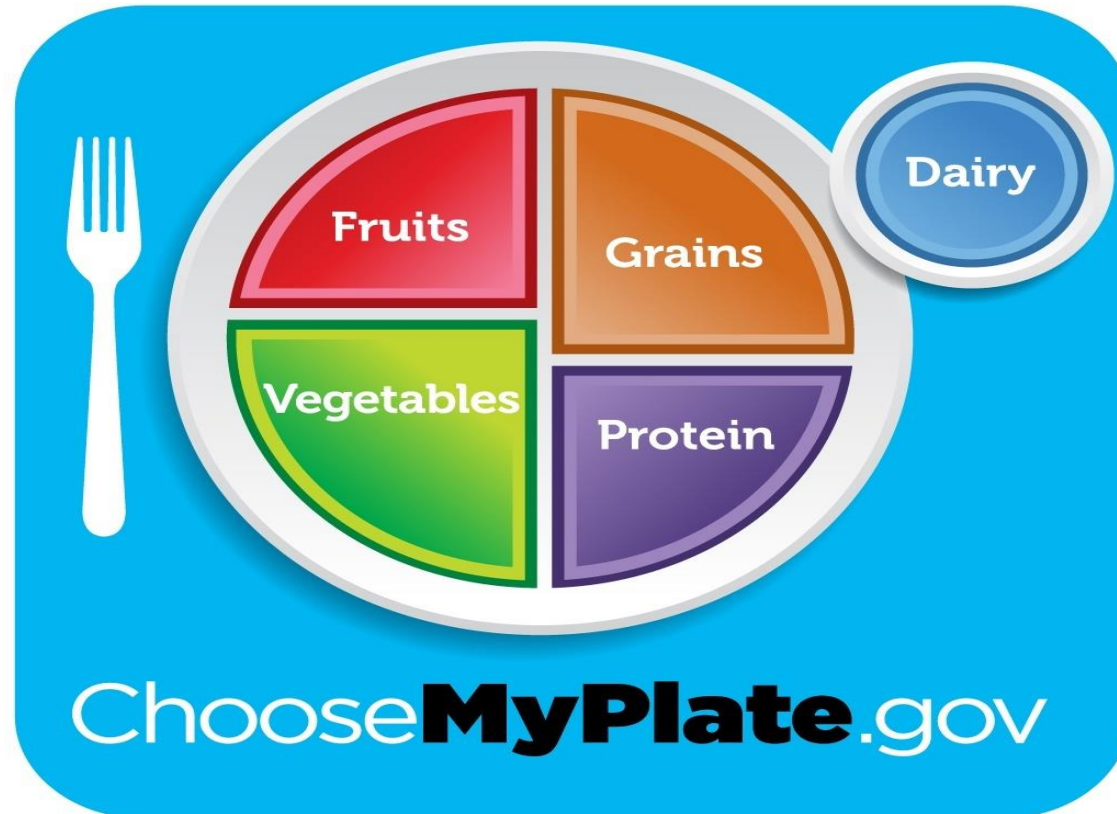 Dairy
Fruits
Grains
Vegetables
Protein
ChooseMyPlate.gov